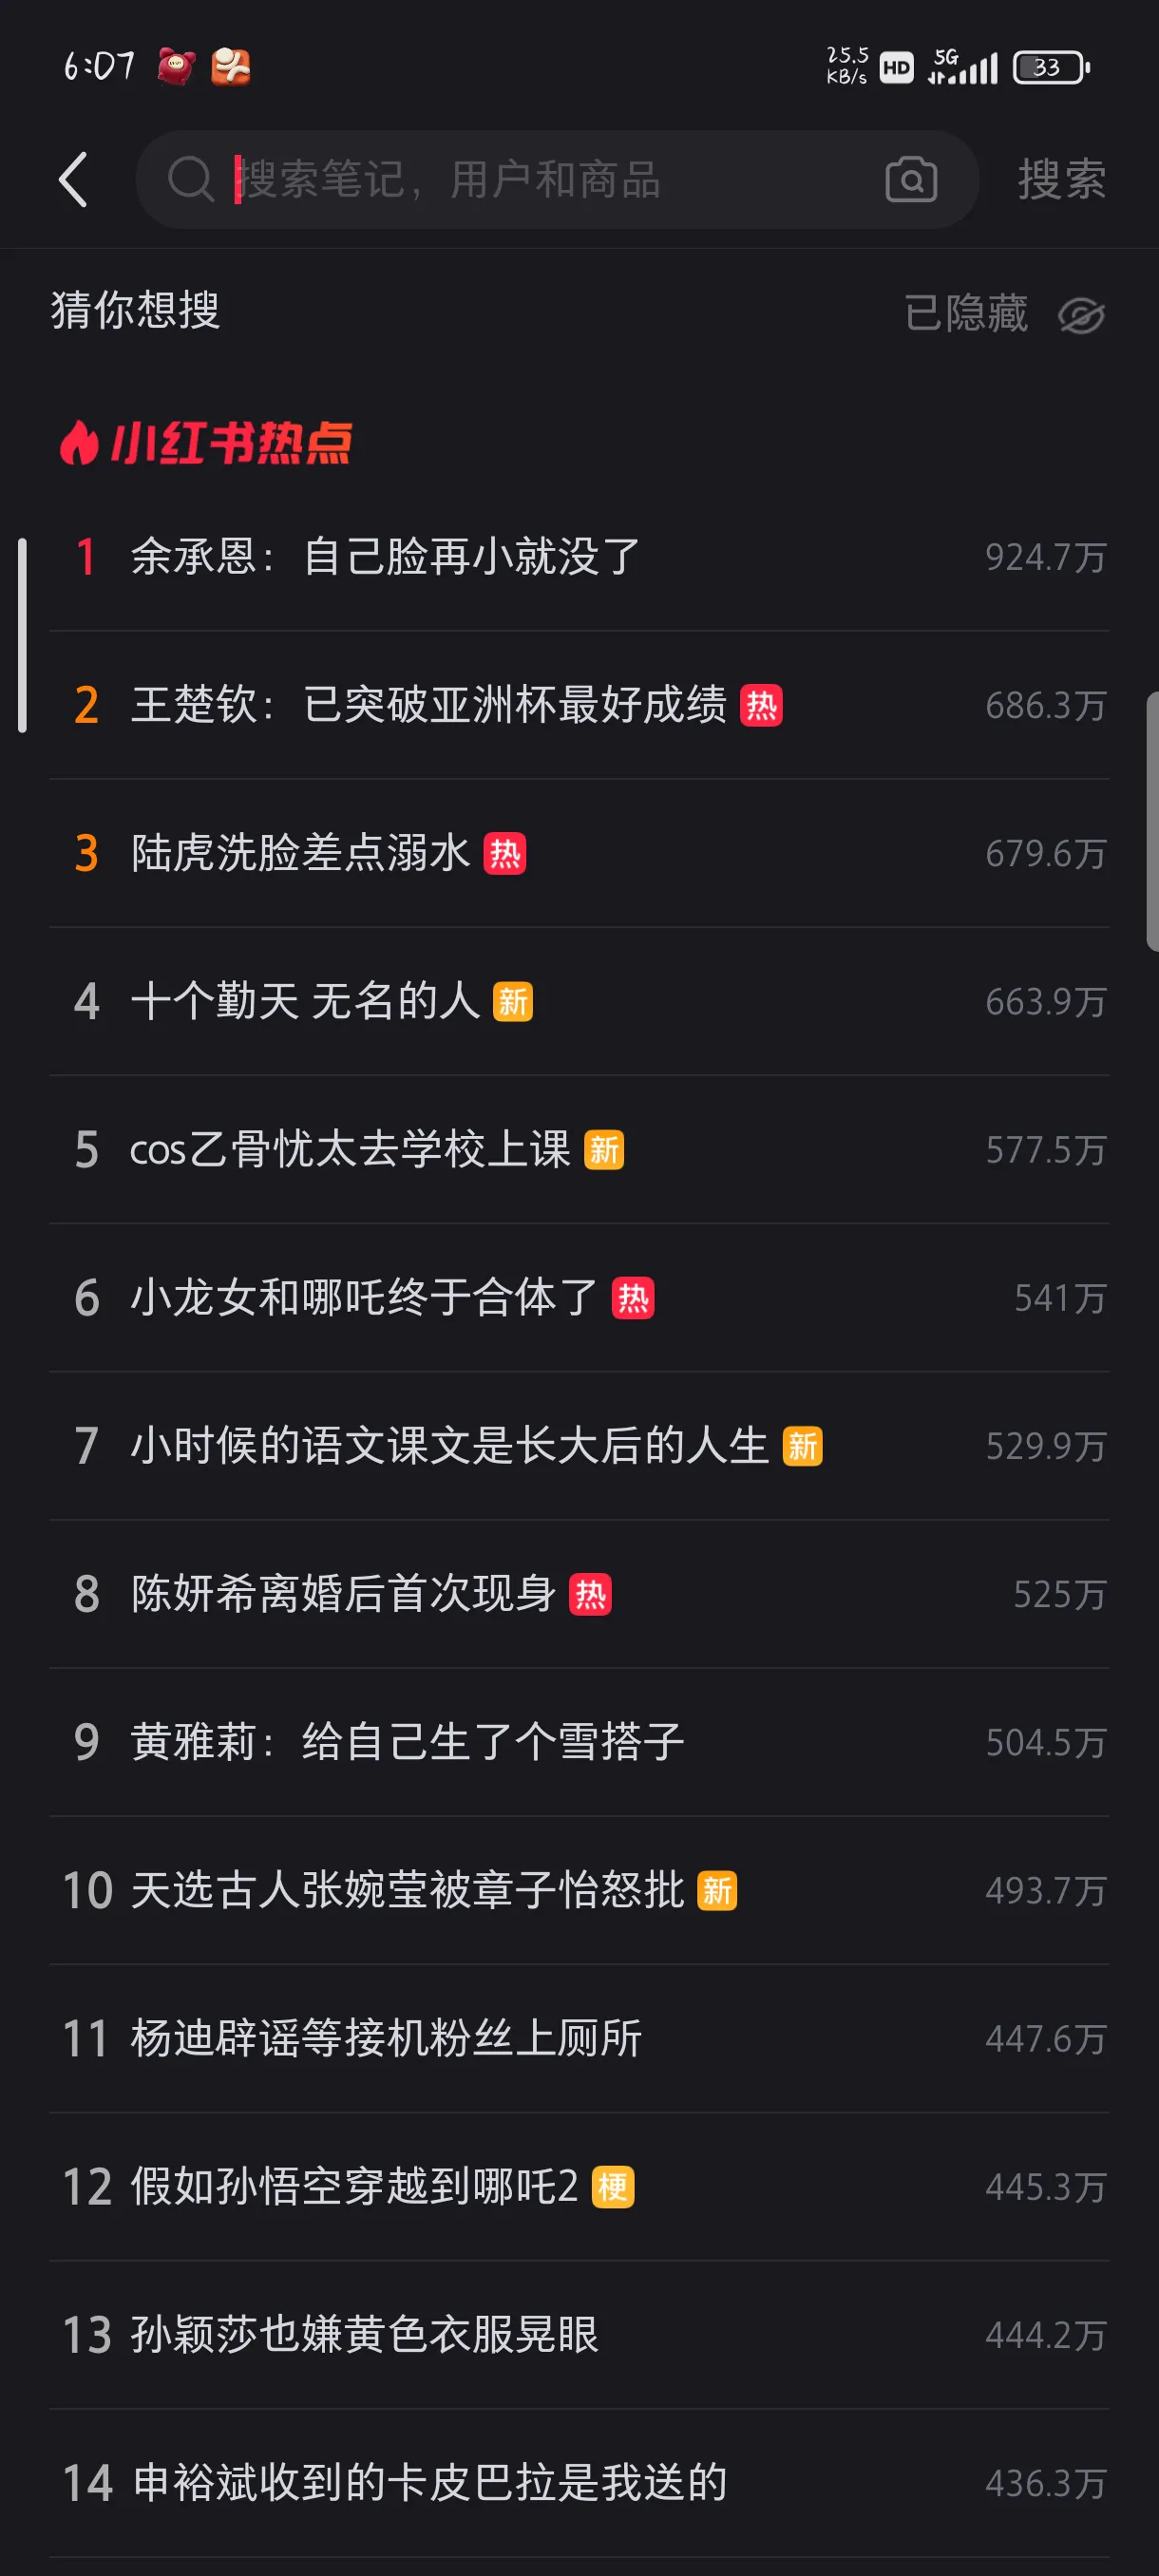 6:07 25.5 KB/s HD 5G 33
搜索笔记，用户和商品 搜索
猜你想搜 已隐藏
小红书热点
1 余承恩：自己脸再小就没了 924.7万
2 王楚钦：已突破亚洲杯最好成绩 热 686.3万
3 陆虎洗脸差点溺水 热 679.6万
4 十个勤天 无名的人 新 663.9万
5 cos乙骨忧太去学校上课 新 577.5万
6 小龙女和哪吒终于合体了 热 541万
7 小时候的语文课文是长大后的人生 新 529.9万
8 陈妍希离婚后首次现身 热 525万
9 黄雅莉：给自己生了个雪搭子 504.5万
10 天选古人张婉莹被章子怡怒批 新 493.7万
11 杨迪辟谣等接机粉丝上厕所 447.6万
12 假如孙悟空穿越到哪吒2 梗 445.3万
13 孙颖莎也嫌黄色衣服晃眼 444.2万
14 申裕斌收到的卡皮巴拉是我送的 436.3万